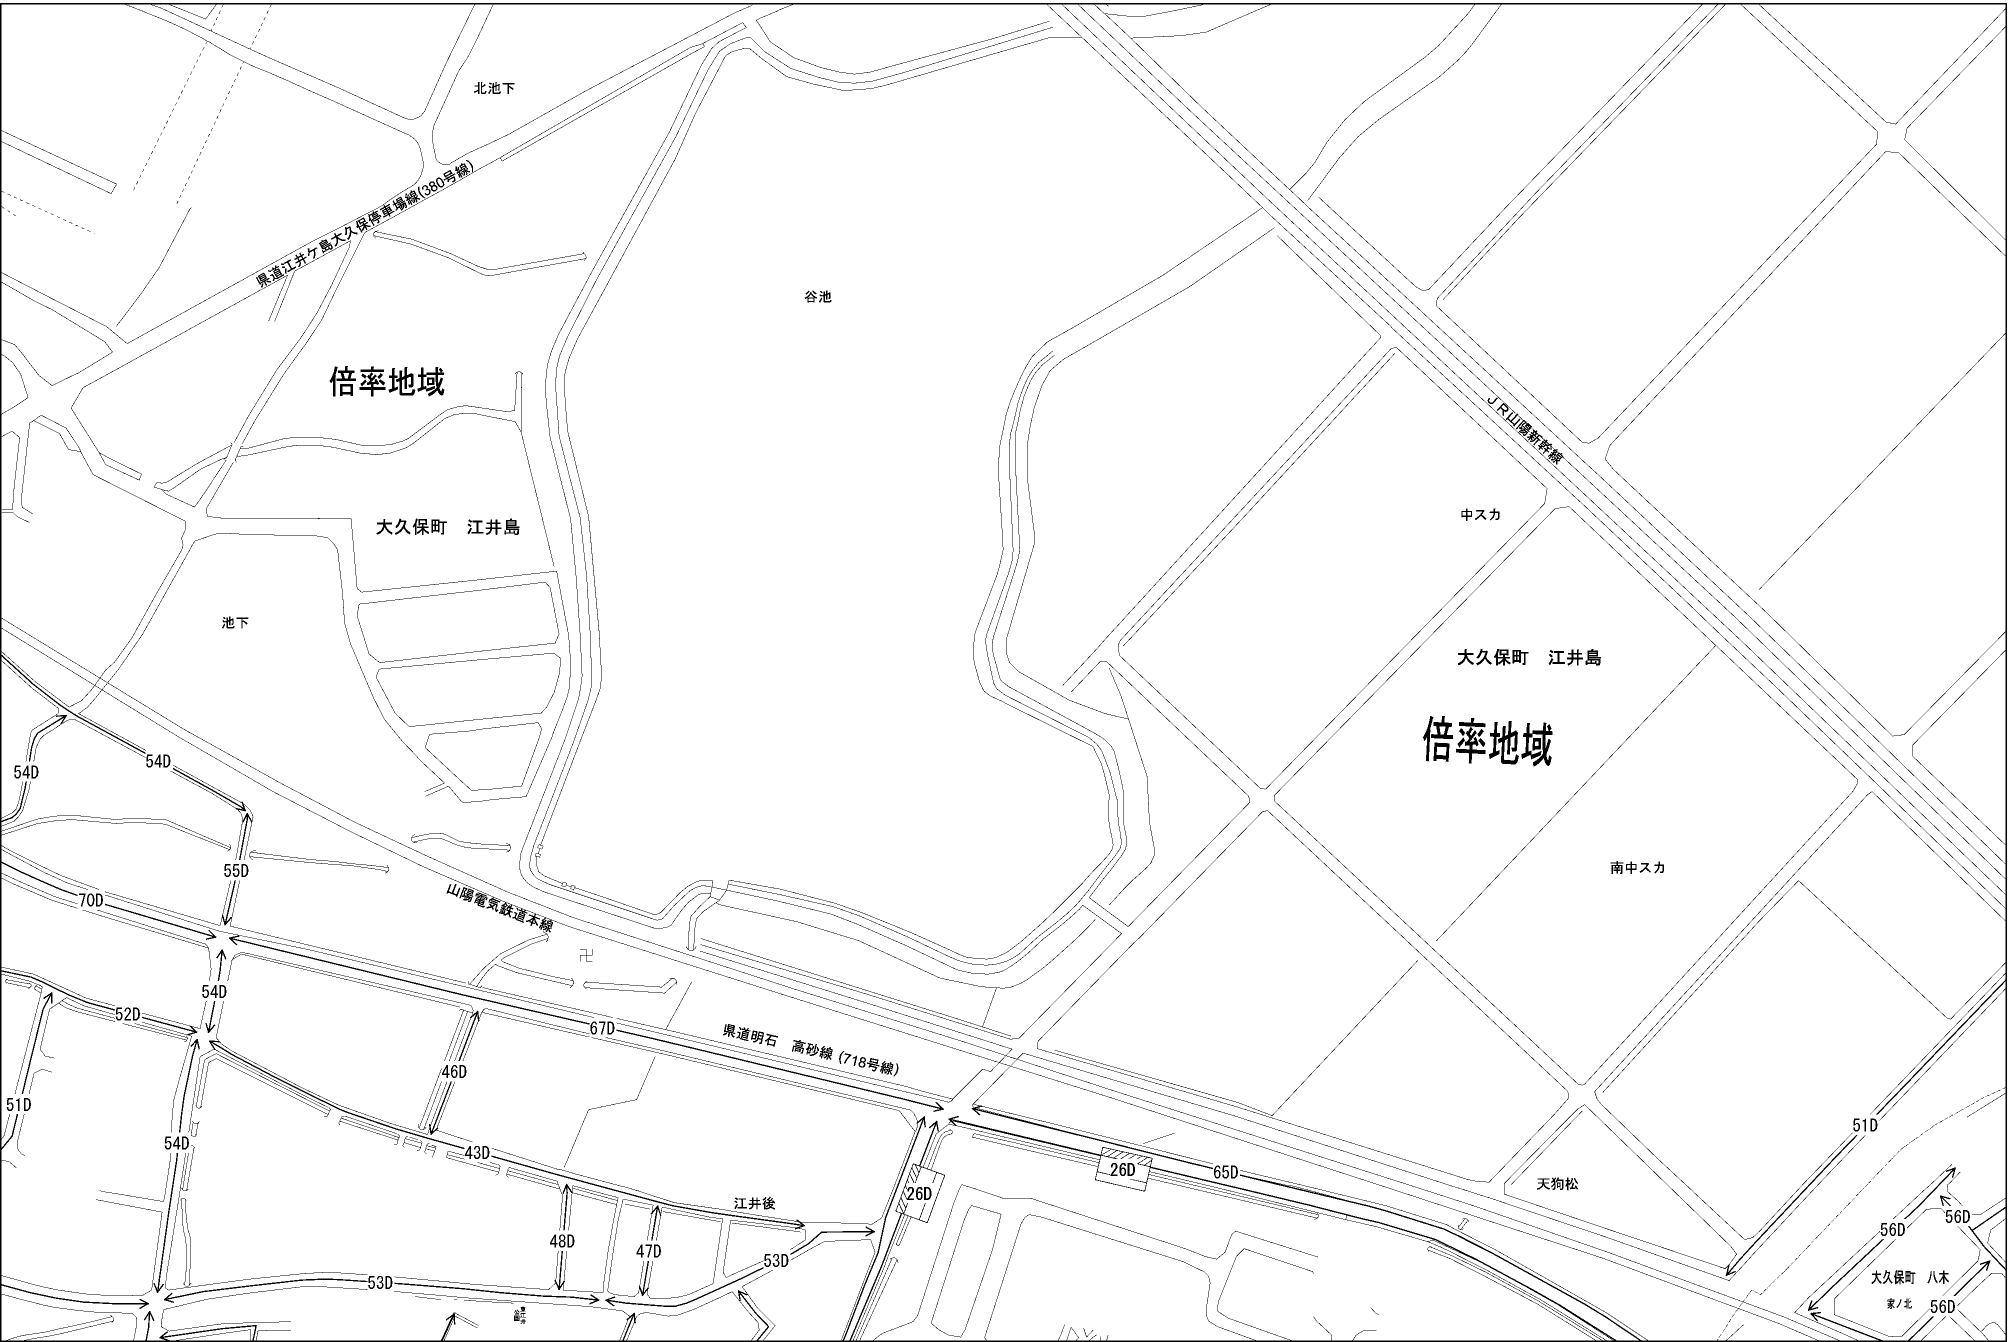 北池下
県道江井ケ島大久保停車場線(380号線)
谷池
倍率地域
JR山陽新幹線
中スカ
大久保町 江井島
池下
大久保町 江井島
倍率地域
54D
54D
55D
南中スカ
70D
山陽電気鉄道本線
卍
54D
52D
67D
県道明石 高砂線(718号線)
46D
51D
51D
54D
43D
26D
65D
26D
天狗松
江井後
56D
56D
48D
47D
53D
53D
大久保町 八木
家ノ北
56D